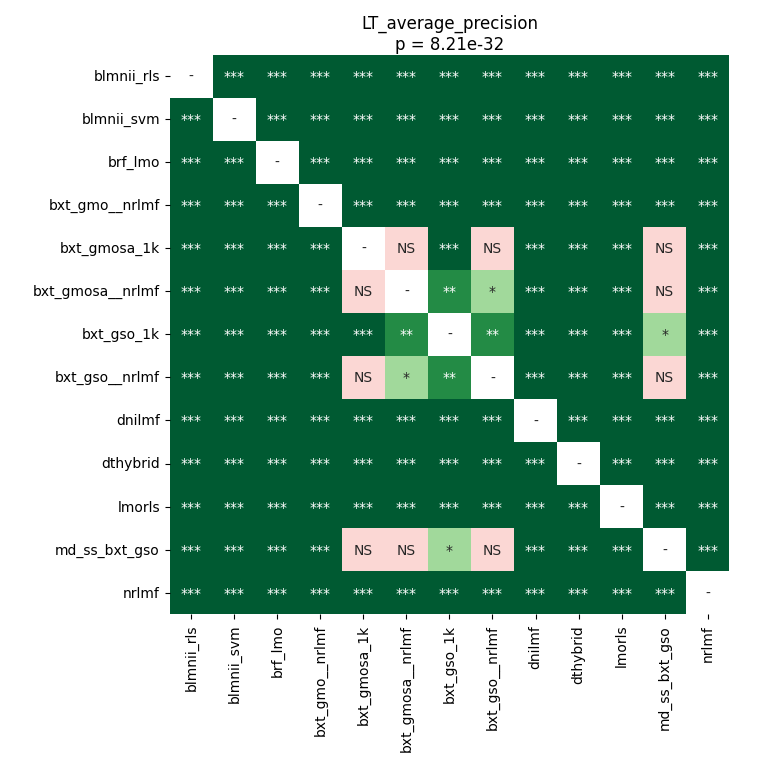 LT_average_precision
p = 8.21e-32
blmnii_rls - *** *** *** *** *** *** *** *** *** *** *** ***
blmnii_svm *** - *** *** *** *** *** *** *** *** *** *** ***
brf_lmo *** *** - *** *** *** *** *** *** *** *** *** ***
bxt_gmo__nrlmf *** *** *** - *** *** *** *** *** *** *** *** ***
bxt_gmosa_1k *** *** *** *** - NS *** NS *** *** *** NS ***
bxt_gmosa__nrlmf *** *** *** *** NS - ** * *** *** *** NS ***
bxt_gso_1k *** *** *** *** *** ** - ** *** *** *** * ***
bxt_gso__nrlmf *** *** *** *** NS * ** - *** *** *** NS ***
dnilmf *** *** *** *** *** *** *** *** - *** *** *** ***
dthybrid *** *** *** *** *** *** *** *** *** - *** *** ***
lmorls *** *** *** *** *** *** *** *** *** *** - *** ***
md_ss_bxt_gso *** *** *** *** NS NS * NS *** *** *** - ***
nrlmf *** *** *** *** *** *** *** *** *** *** *** *** -
blmnii_rls
blmnii_svm
brf_lmo
bxt_gmo__nrlmf
bxt_gmosa_1k
bxt_gmosa__nrlmf
bxt_gso_1k
bxt_gso__nrlmf
dnilmf
dthybrid
lmorls
md_ss_bxt_gso
nrlmf